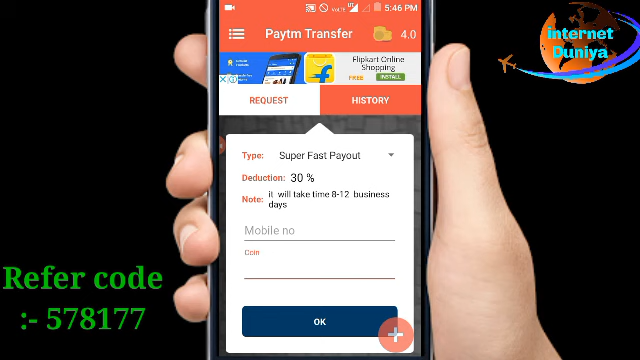 VoLTE 5:46 PM
Paytm Transfer 4.0
Flipkart Online
Shopping
FREE INSTALL
REQUEST HISTORY
Type: Super Fast Payout
Deduction: 30 %
Note: it will take time 8-12 business
days
Mobile no
Coin
OK
internet
Duniya
Refer code
:- 578177